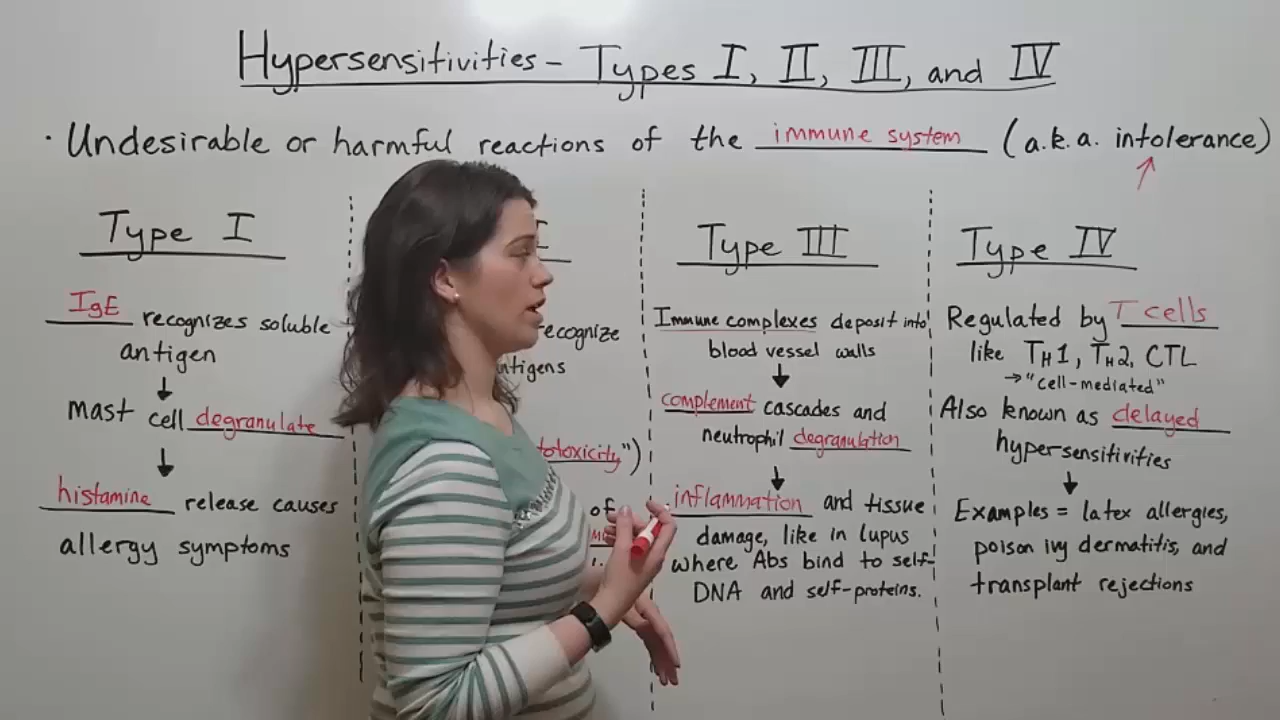 Hypersensitivities - Types I, II, III, and IV
· Undesirable or harmful reactions of the immune system (a.k.a. intolerance)
Type I
IgE recognizes soluble
antigen
mast cell degranulate
histamine release causes
allergy symptoms
of
Type III
Immune complexes deposit into
blood vessel walls
complement cascades and
neutrophil degranulation
inflammation and tissue
damage, like in lupus
where Abs bind to self-
DNA and self-proteins.
Type IV
Regulated by T cells
like TH1, TH2, CTL
→ "cell-mediated"
Also known as delayed
hypersensitivities
Examples = latex allergies,
poison ivy dermatitis, and
transplant rejections